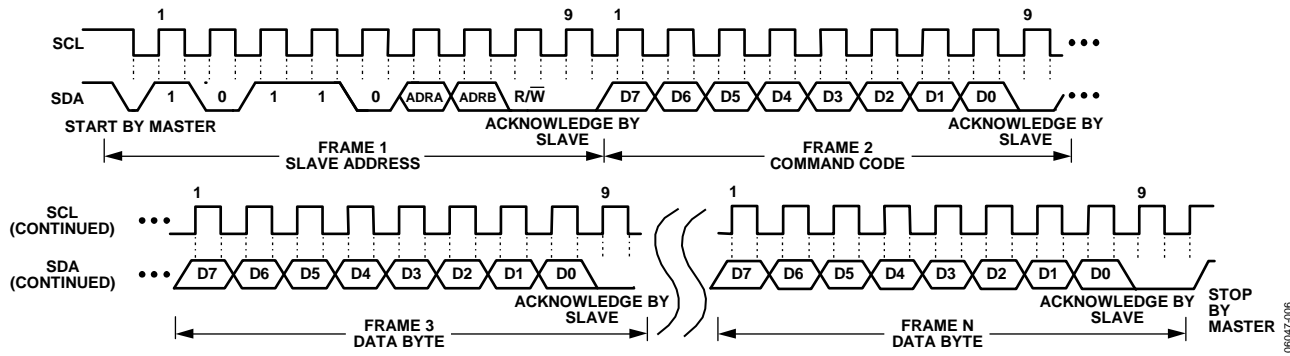 1 9 1 9
SCL
SDA 1 0 1 1 0 ADRA ADRB R/W̅ D7 D6 D5 D4 D3 D2 D1 D0
START BY MASTER
ACKNOWLEDGE BY
SLAVE
ACKNOWLEDGE BY
SLAVE
FRAME 1
SLAVE ADDRESS
FRAME 2
COMMAND CODE
1 9 1 9
SCL
(CONTINUED)
SDA
(CONTINUED)
D7 D6 D5 D4 D3 D2 D1 D0 D7 D6 D5 D4 D3 D2 D1 D0
ACKNOWLEDGE BY
SLAVE
ACKNOWLEDGE BY
SLAVE
STOP
BY
MASTER
FRAME 3
DATA BYTE
FRAME N
DATA BYTE
06047-006